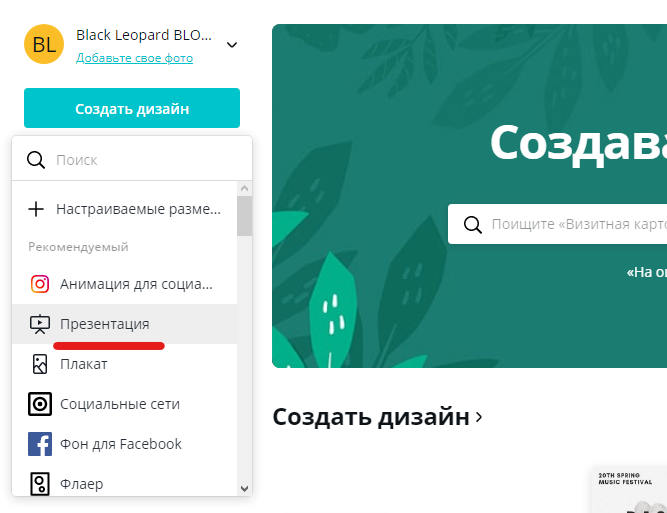 BL
Black Leopard BLO...
Добавьте свое фото
Создать дизайн
Поиск
Настраиваемые разме...
Рекомендуемый
Анимация для социа...
Презентация
Плакат
Социальные сети
Фон для Facebook
Флаер
Создава
Поищите «Визитная карто
«На о
Создать дизайн
20TH SPRING
MUSIC FESTIVAL